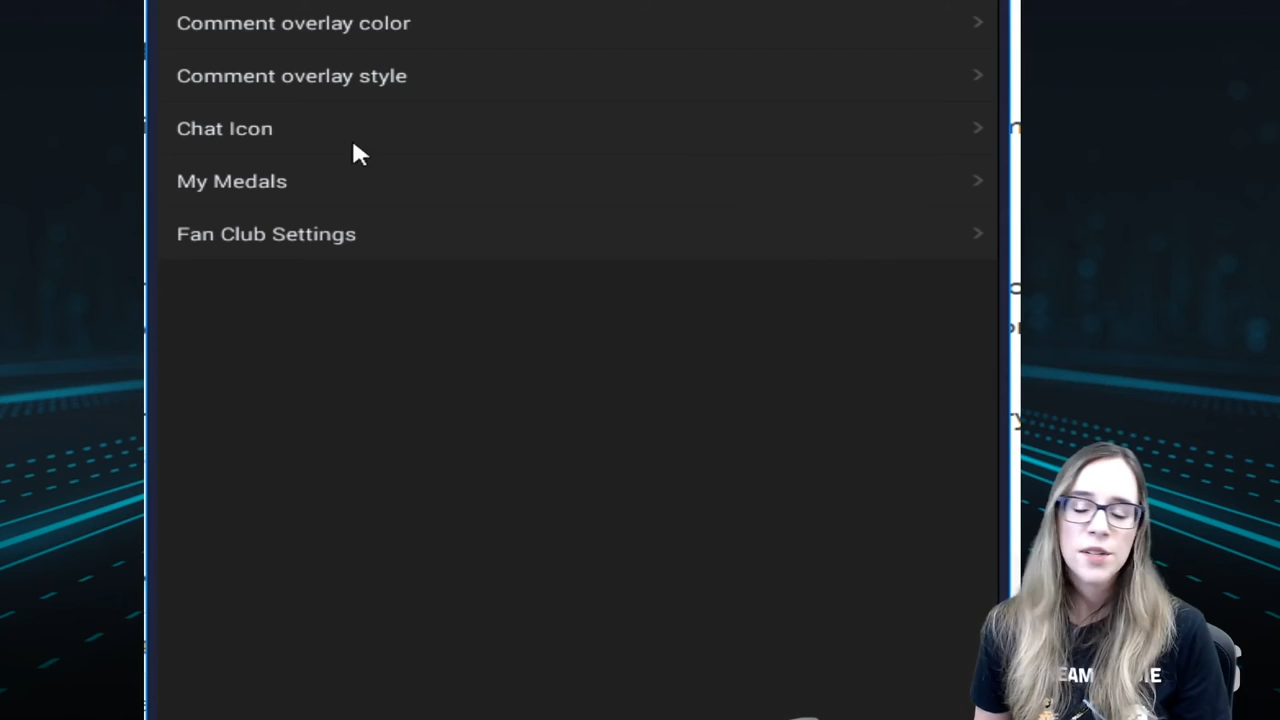 Comment overlay color
Comment overlay style
Chat Icon
My Medals
Fan Club Settings